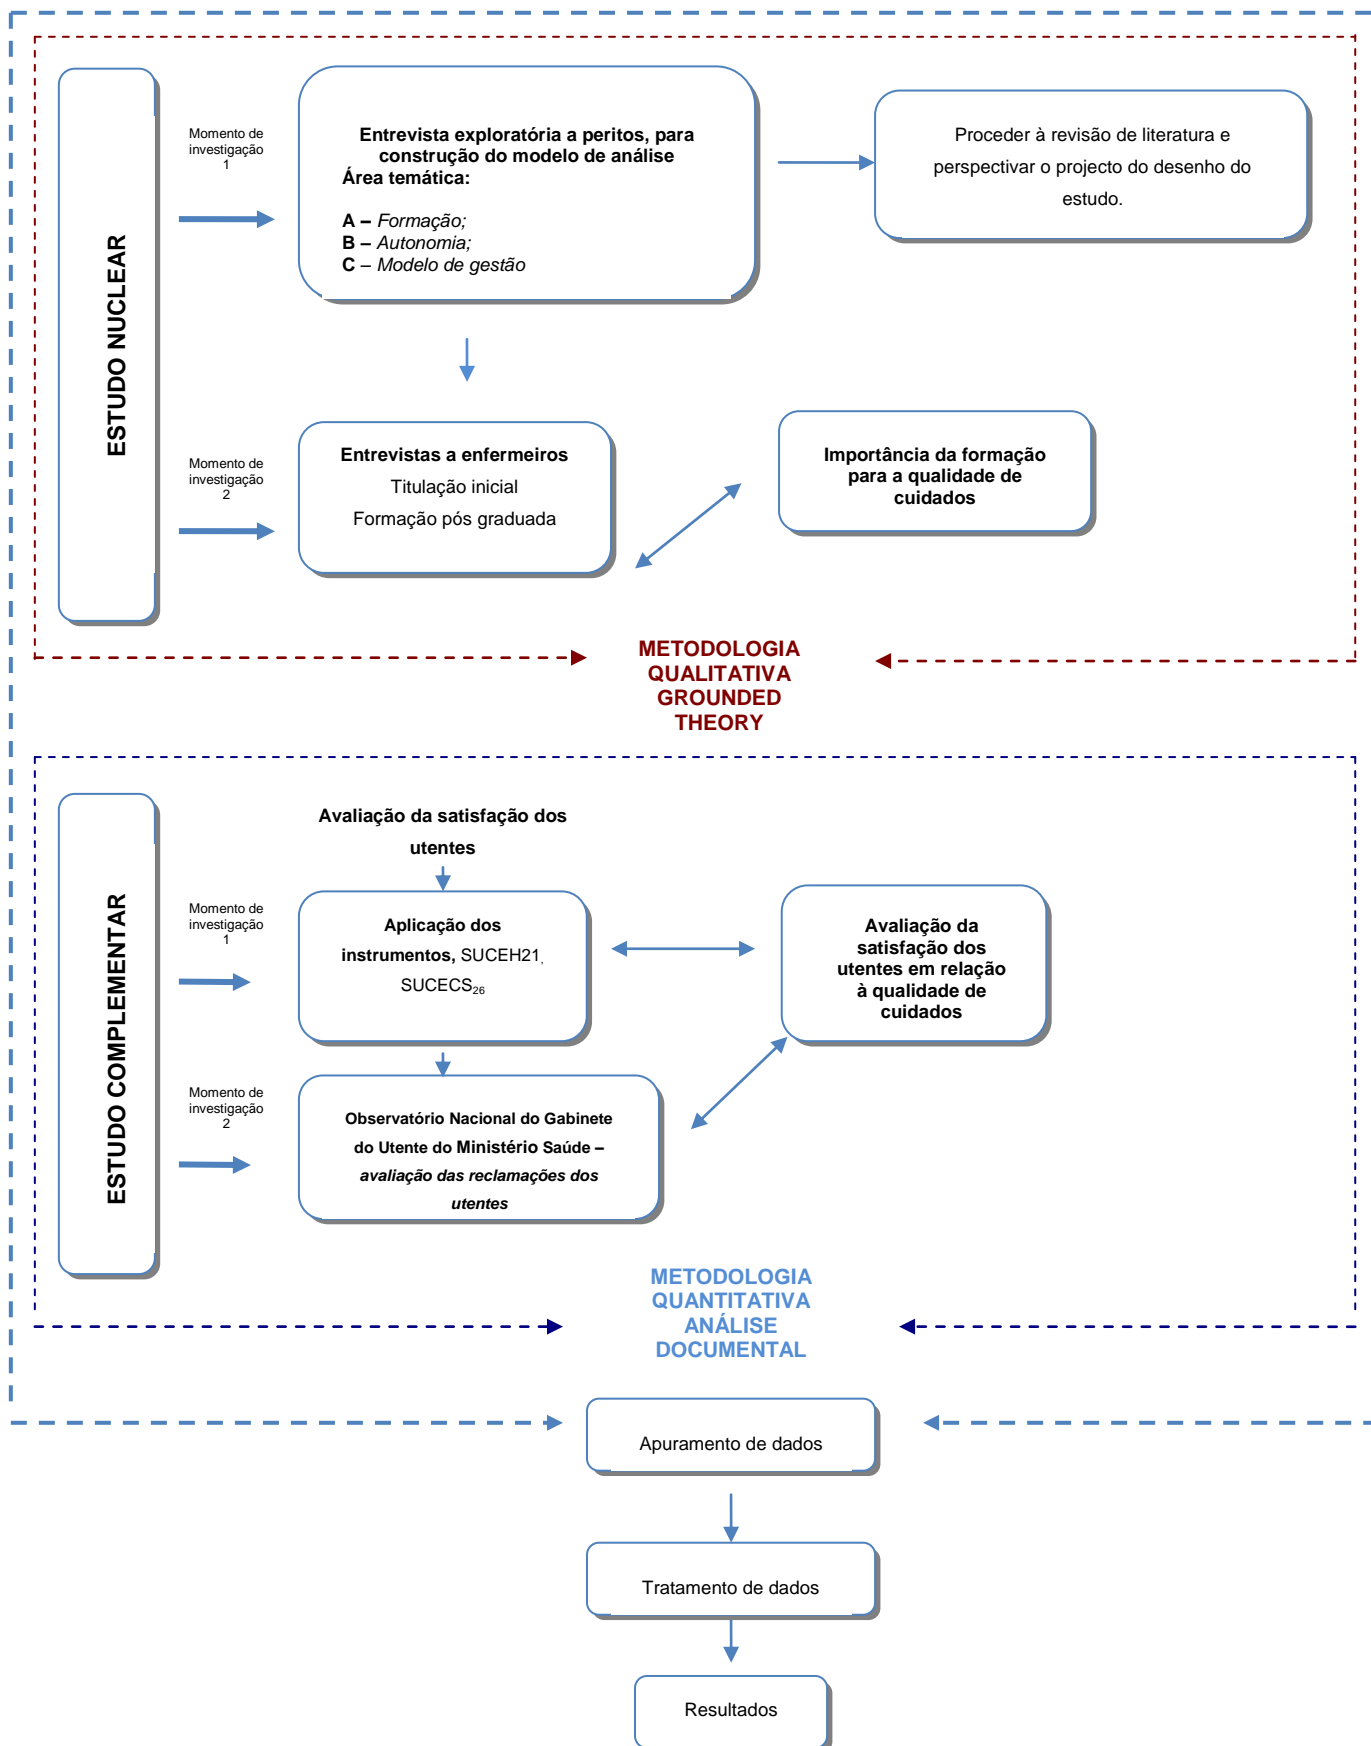 ESTUDO NUCLEAR
Momento de
investigação
1
Entrevista exploratória a peritos, para
construção do modelo de análise
Área temática:
A – Formação;
B – Autonomia;
C – Modelo de gestão
Proceder à revisão de literatura e
perspectivar o projecto do desenho do
estudo.
Momento de
investigação
2
Entrevistas a enfermeiros
Titulação inicial
Formação pós graduada
Importância da formação
para a qualidade de
cuidados
METODOLOGIA
QUALITATIVA
GROUNDED
THEORY
ESTUDO COMPLEMENTAR
Avaliação da satisfação dos
utentes
Momento de
investigação
1
Aplicação dos
instrumentos, SUCEH21,
SUCECS26
Avaliação da
satisfação dos
utentes em relação
à qualidade de
cuidados
Momento de
investigação
2
Observatório Nacional do Gabinete
do Utente do Ministério Saúde –
avaliação das reclamações dos
utentes
METODOLOGIA
QUANTITATIVA
ANÁLISE
DOCUMENTAL
Apuramento de dados
Tratamento de dados
Resultados